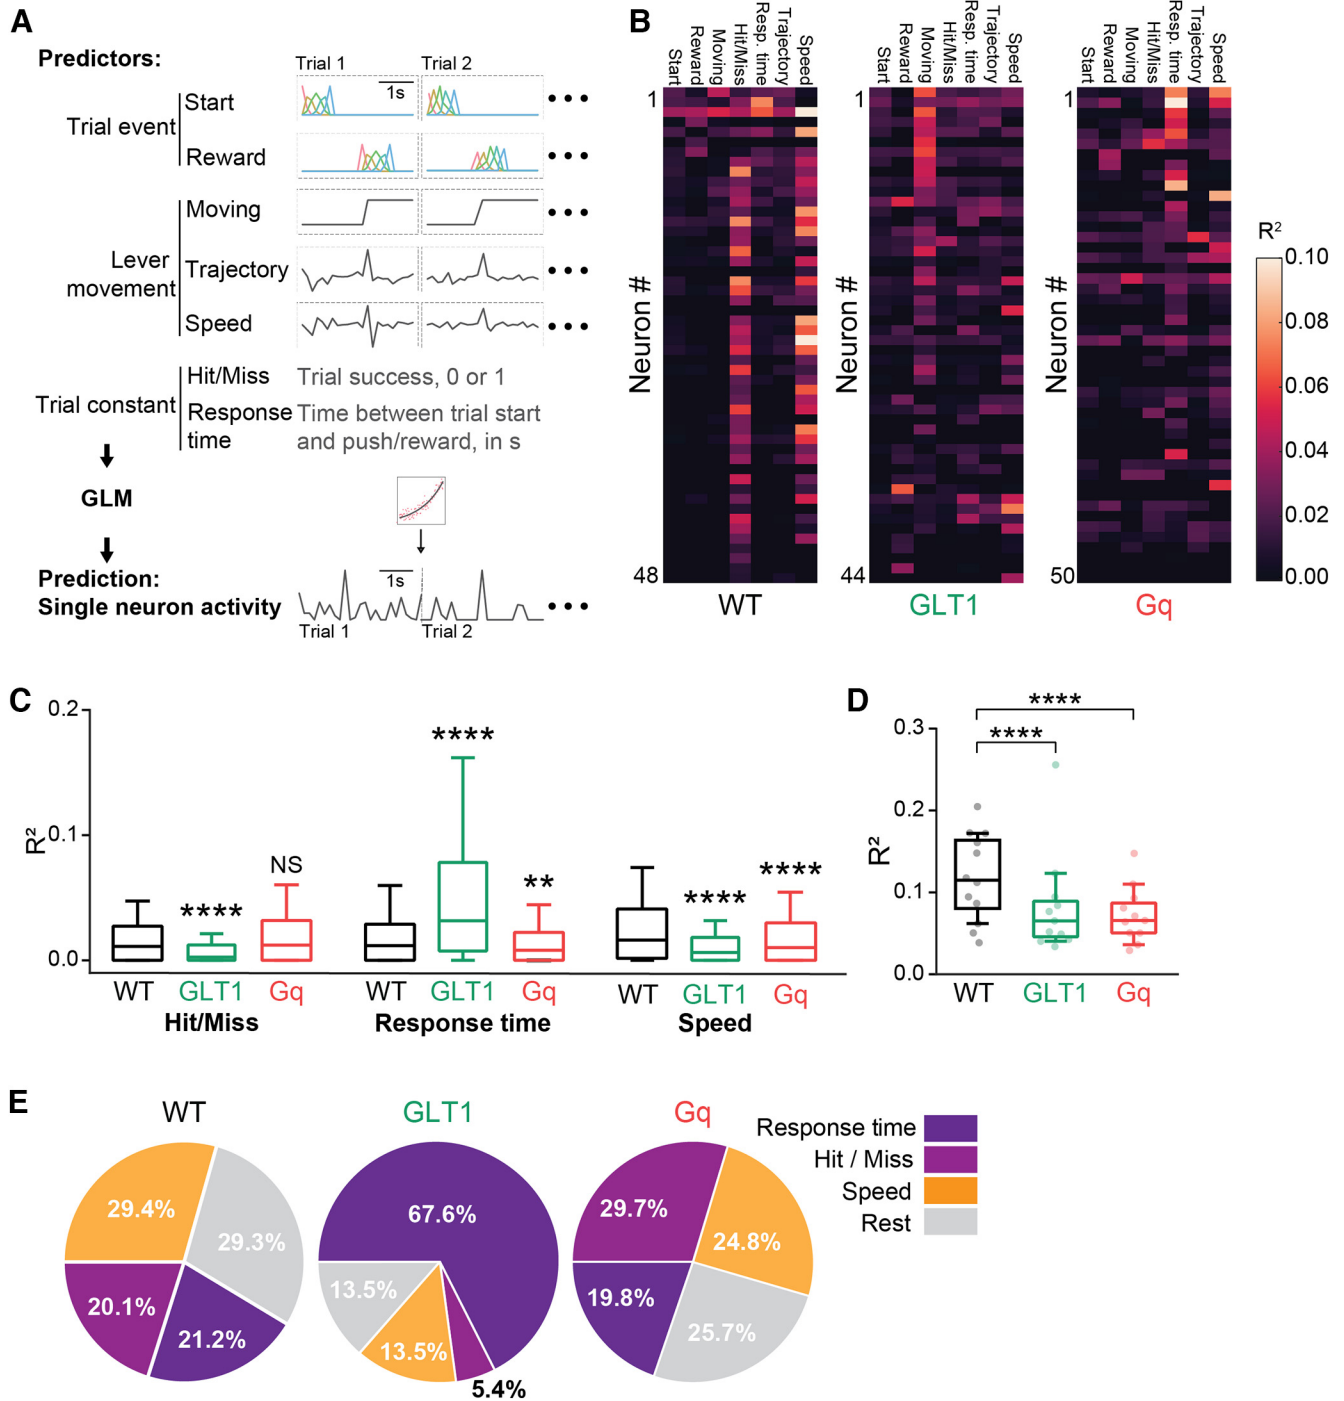 A
Predictors:
Trial 1
Trial 2
1s
Trial event
Start
Reward
Lever
movement
Moving
Trajectory
Speed
Trial constant
Hit/Miss
Trial success, 0 or 1
Response
time
Time between trial start
and push/reward, in s
GLM
Prediction:
Single neuron activity
1s
Trial 1
Trial 2
B
Start
Reward
Moving
Hit/Miss
Resp. time
Trajectory
Speed
1
Neuron #
48
WT
Start
Reward
Moving
Hit/Miss
Resp. time
Trajectory
Speed
1
Neuron #
44
GLT1
Start
Reward
Moving
Hit/Miss
Resp. time
Trajectory
Speed
1
Neuron #
50
Gq
R²
0.10
0.08
0.06
0.04
0.02
0.00
C
R²
0.2
0.1
0.0
****
NS
****
**
****
****
WT
GLT1
Gq
WT
GLT1
Gq
WT
GLT1
Gq
Hit/Miss
Response time
Speed
D
R²
0.3
0.2
0.1
0.0
****
****
WT
GLT1
Gq
E
WT
29.4%
29.3%
20.1%
21.2%
GLT1
67.6%
13.5%
13.5%
5.4%
Gq
29.7%
24.8%
19.8%
25.7%
Response time
Hit / Miss
Speed
Rest